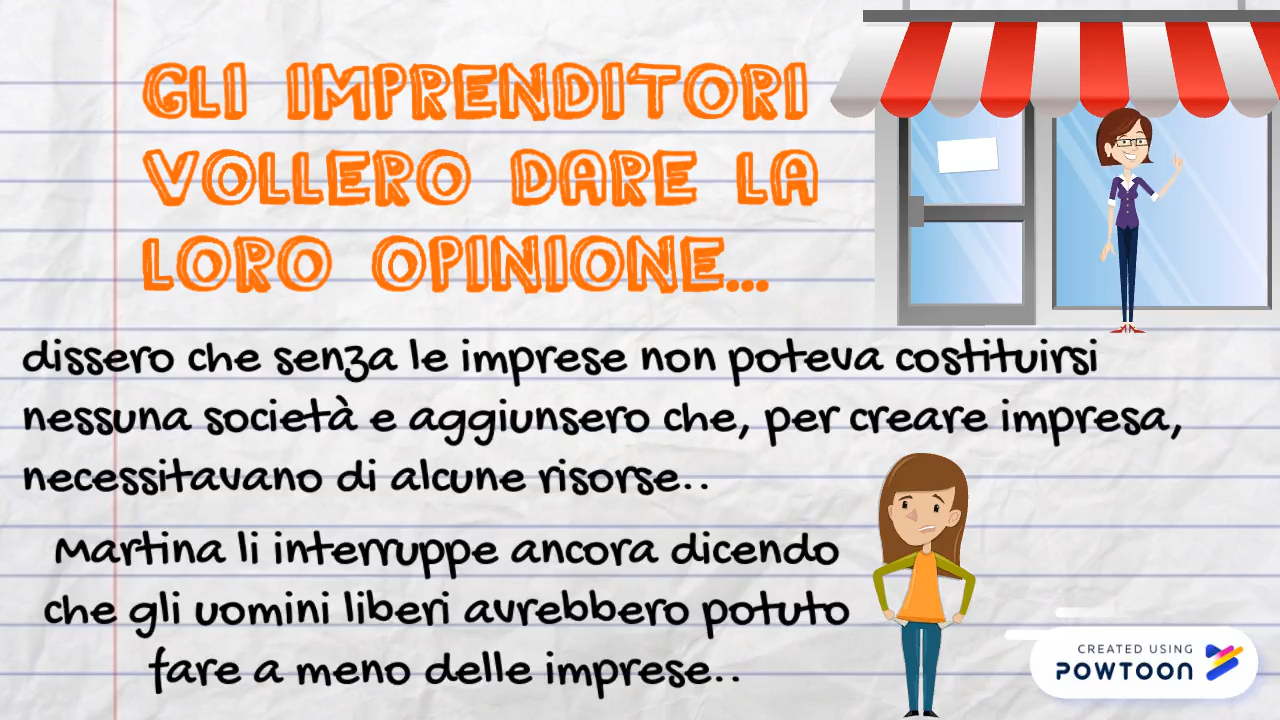 GLI IMPRENDITORI
VOLLERO DARE LA
LORO OPINIONE...
dissero che senza le imprese non poteva costituirsi
nessuna società e aggiunsero che, per creare impresa,
necessitavano di alcune risorse..
Martina li interruppe ancora dicendo
che gli uomini liberi avrebbero potuto
fare a meno delle imprese..
CREATED USING
POWTOON